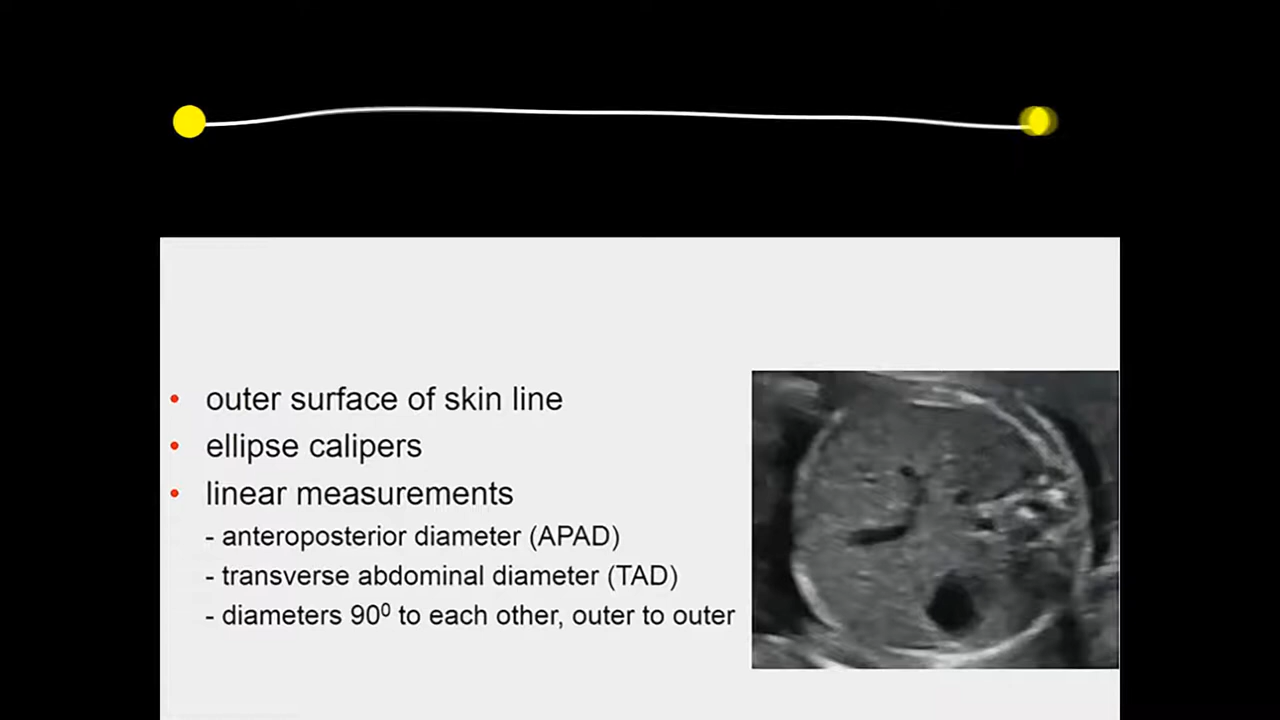 • outer surface of skin line
• ellipse calipers
• linear measurements
- anteroposterior diameter (APAD)
- transverse abdominal diameter (TAD)
- diameters 90⁰ to each other, outer to outer